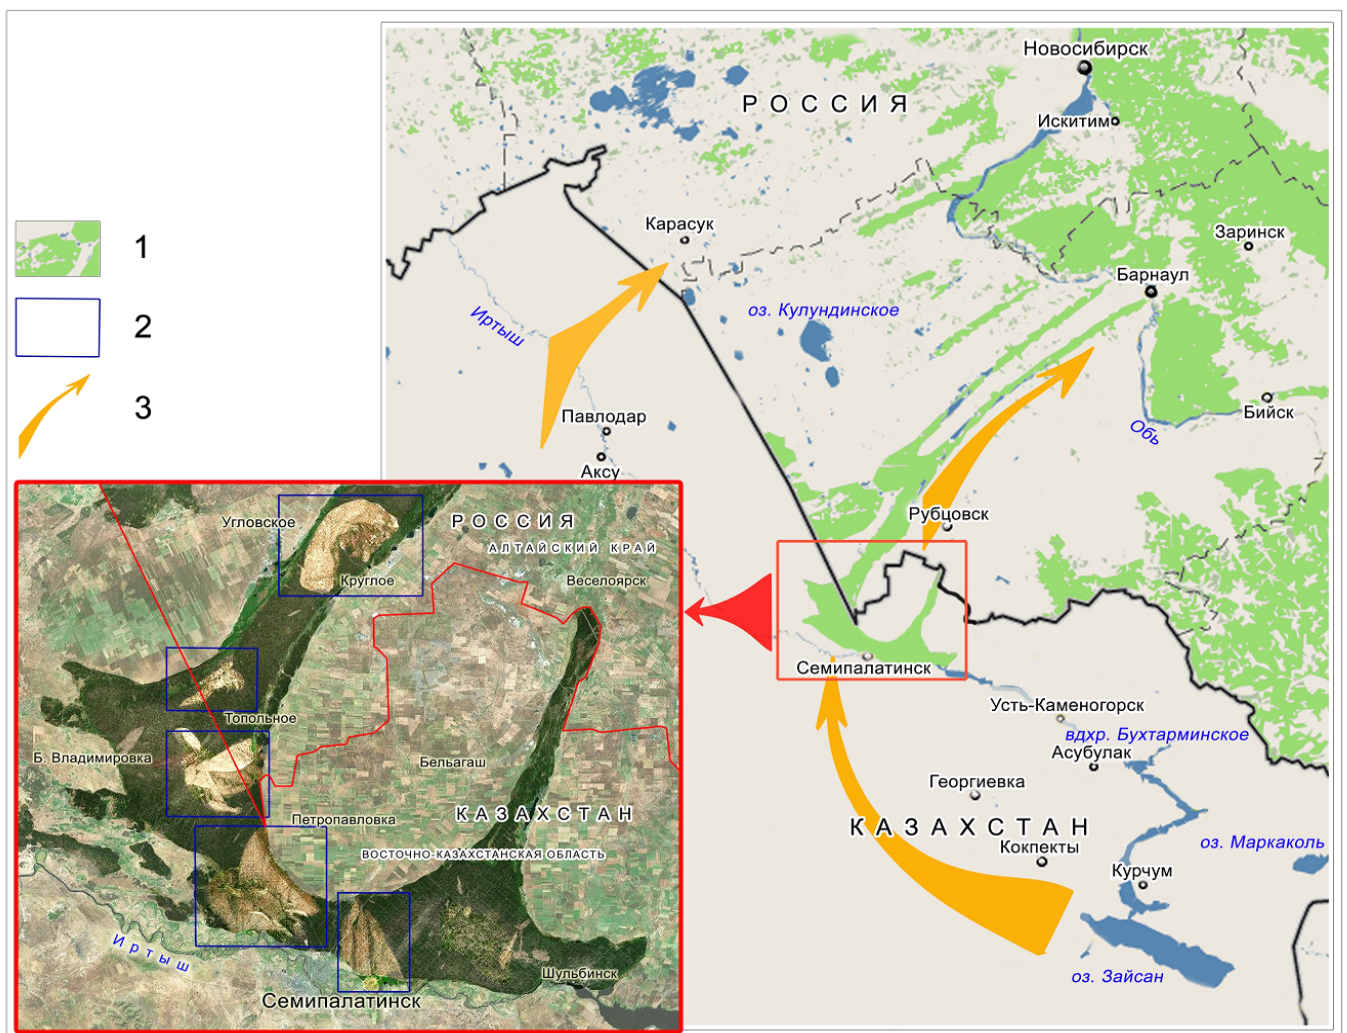 Новосибирск
РОССИЯ
Искитим
Карасук
Заринск
Барнаул
Иртыш
оз. Кулундинское
Павлодар
Бийск
Обь
Аксу
Рубцовск
Семипалатинск
Усть-Каменогорск
вдхр. Бухтарминское
Асубулак
Георгиевка
КАЗАХСТАН
Кокпекты
оз. Маркаколь
Курчум
оз. Зайсан
1
2
3
Угловское
РОССИЯ
АЛТАЙСКИЙ КРАЙ
Круглое
Веселоярск
Топольное
Б. Владимировка
Бельагаш
Петропавловка
КАЗАХСТАН
ВОСТОЧНО-КАЗАХСТАНСКАЯ ОБЛАСТЬ
Иртыш
Шульбинск
Семипалатинск